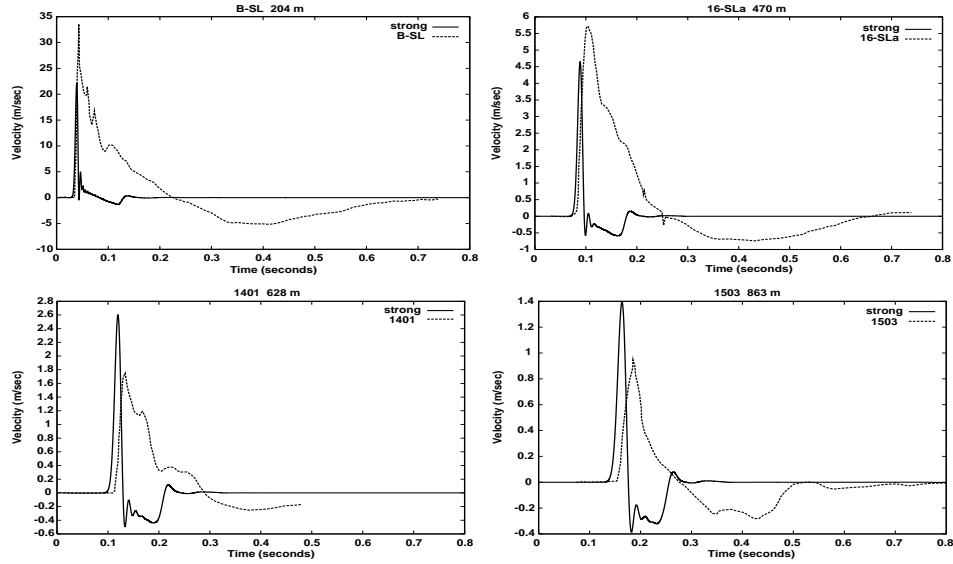 B-SL 204 m
strong
B-SL
Velocity (m/sec)
35
30
25
20
15
10
5
0
-5
-10
0 0.1 0.2 0.3 0.4 0.5 0.6 0.7 0.8
Time (seconds)
16-SLa 470 m
strong
16-SLa
Velocity (m/sec)
6
5.5
5
4.5
4
3.5
3
2.5
2
1.5
1
0.5
0
-0.5
-1
0 0.1 0.2 0.3 0.4 0.5 0.6 0.7 0.8
Time (seconds)
1401 628 m
strong
1401
Velocity (m/sec)
2.8
2.6
2.4
2.2
2
1.8
1.6
1.4
1.2
1
0.8
0.6
0.4
0.2
0
-0.2
-0.4
-0.6
0 0.1 0.2 0.3 0.4 0.5 0.6 0.7 0.8
Time (seconds)
1503 863 m
strong
1503
Velocity (m/sec)
1.4
1.2
1
0.8
0.6
0.4
0.2
0
-0.2
-0.4
0 0.1 0.2 0.3 0.4 0.5 0.6 0.7 0.8
Time (seconds)